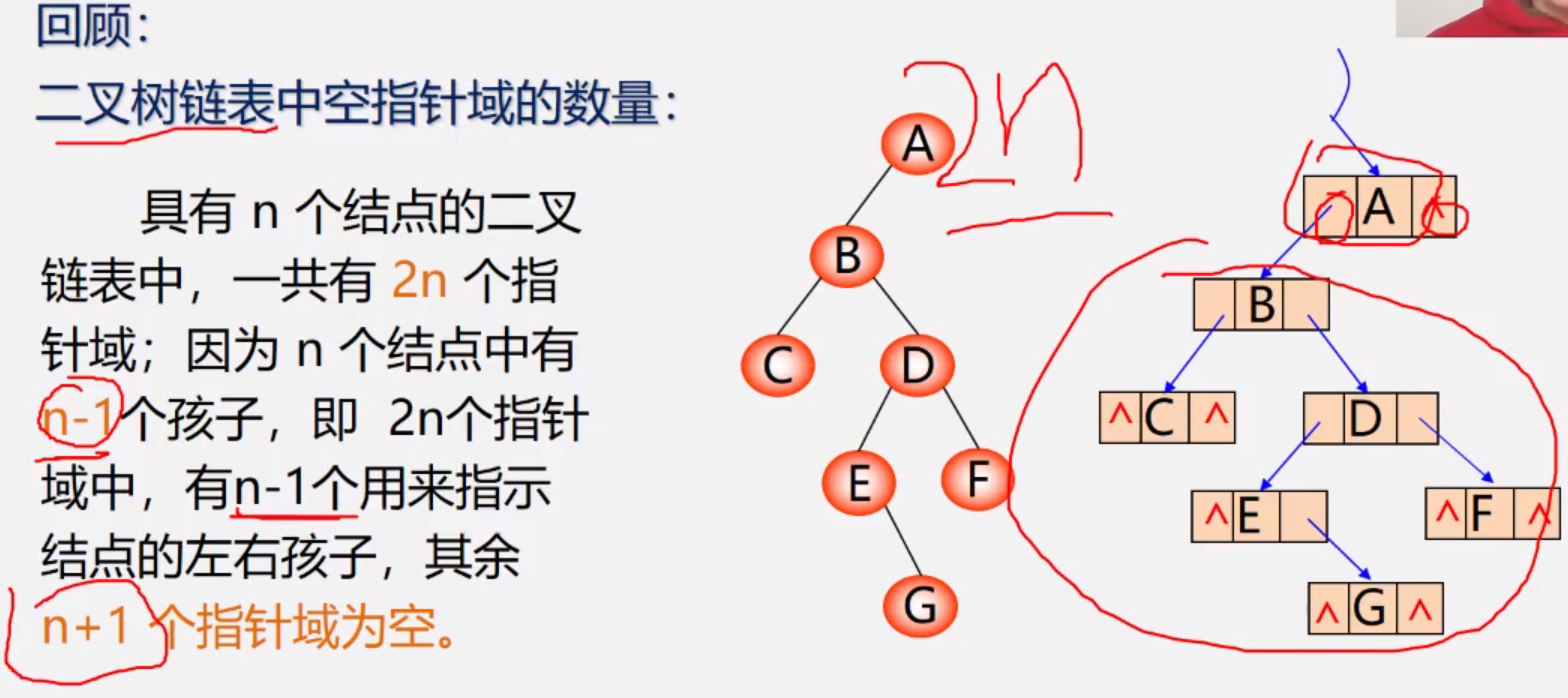 回顾：
二叉树链表中空指针域的数量：
具有 n 个结点的二叉
链表中，一共有 2n 个指
针域；因为 n 个结点中有
n-1个孩子，即 2n个指针
域中，有n-1个用来指示
结点的左右孩子，其余
n+1 个指针域为空。
2n
A
B
C D
E F
G
A ^
B
^ C ^ D
^ E ^ F ^
^ G ^